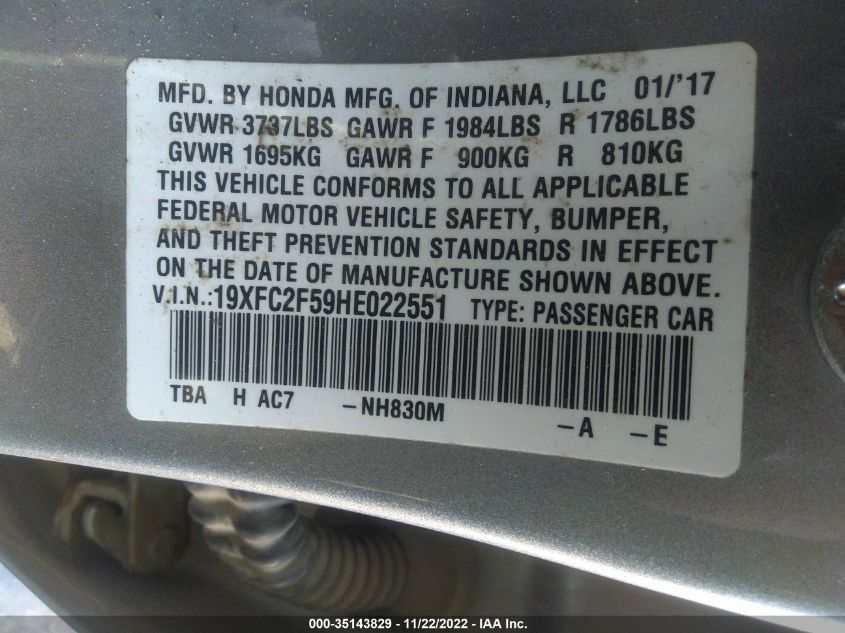 MFD. BY HONDA MFG. OF INDIANA, LLC 01/'17
GVWR 3737LBS GAWR F 1984LBS R 1786LBS
GVWR 1695KG GAWR F 900KG R 810KG
THIS VEHICLE CONFORMS TO ALL APPLICABLE
FEDERAL MOTOR VEHICLE SAFETY, BUMPER,
AND THEFT PREVENTION STANDARDS IN EFFECT
ON THE DATE OF MANUFACTURE SHOWN ABOVE.
V.I.N.:19XFC2F59HE022551 TYPE: PASSENGER CAR
TBA H AC7 –NH830M –A –E
000-35143829 - 11/22/2022 - IAA Inc.